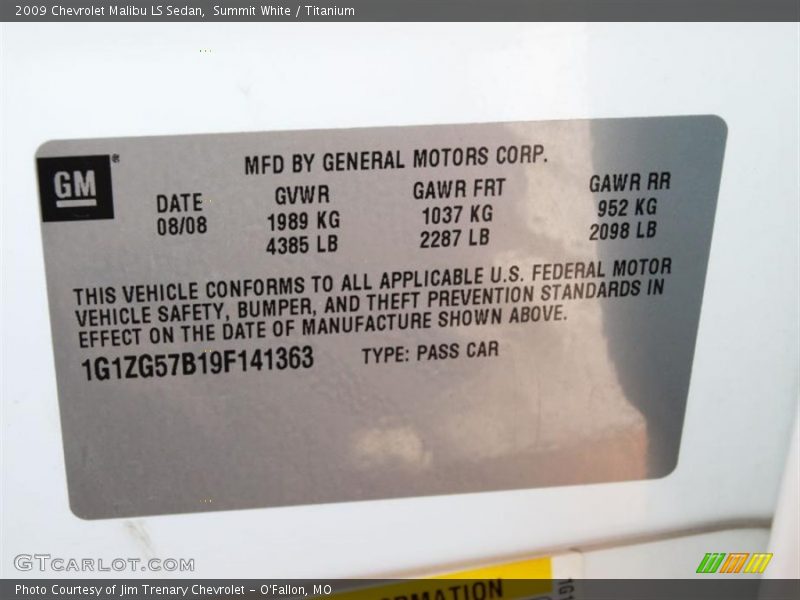 2009 Chevrolet Malibu LS Sedan,  Summit White / Titanium
GM®
MFD BY GENERAL MOTORS CORP.
DATE GVWR GAWR FRT GAWR RR
08/08 1989 KG 1037 KG 952 KG
4385 LB 2287 LB 2098 LB
THIS VEHICLE CONFORMS TO ALL APPLICABLE U.S. FEDERAL MOTOR
VEHICLE SAFETY, BUMPER, AND THEFT PREVENTION STANDARDS IN
EFFECT ON THE DATE OF MANUFACTURE SHOWN ABOVE.
1G1ZG57B19F141363 TYPE: PASS CAR
GTCARLOT.COM
Photo Courtesy of Jim Trenary Chevrolet - O'Fallon, MO